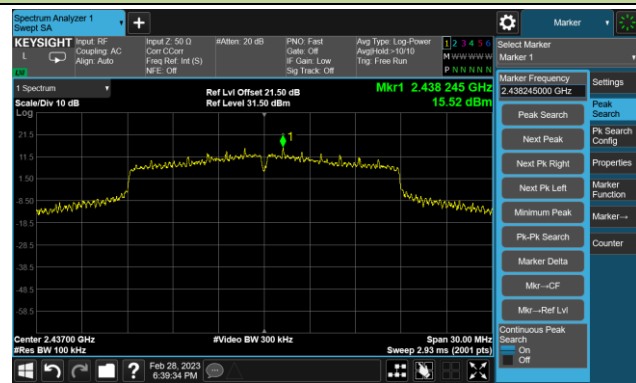 Spectrum Analyzer 1
Swept SA
Marker
KEYSIGHT
L
LV
Input: RF
Coupling: AC
Align: Auto
Input Z: 50 Ω
Corr CCorr
Freq Ref: Int (S)
NFE: Off
#Atten: 20 dB
PNO: Fast
Gate: Off
IF Gain: Low
Sig Track: Off
Avg Type: Log-Power
Avg|Hold:>10/10
Trig: Free Run
1 2 3 4 5 6
M W W W W W
P N N N N N
Select Marker
Marker 1
1 Spectrum
Scale/Div 10 dB
Log
Ref Lvl Offset 21.50 dB
Ref Level 31.50 dBm
Mkr1 2.438 245 GHz
15.52 dBm
1
21.5
11.5
1.50
-8.50
-18.5
-28.5
-38.5
-48.5
-58.5
Center 2.43700 GHz
#Res BW 100 kHz
#Video BW 300 kHz
Span 30.00 MHz
Sweep 2.93 ms (2001 pts)
Marker Frequency
2.438245000 GHz
Peak Search
Next Peak
Next Pk Right
Next Pk Left
Minimum Peak
Pk-Pk Search
Marker Delta
Mkr→CF
Mkr→Ref Lvl
Continuous Peak
Search
On
Off
Settings
Peak
Search
Pk Search
Config
Properties
Marker
Function
Marker→
Counter
?
Feb 28, 2023
6:39:34 PM